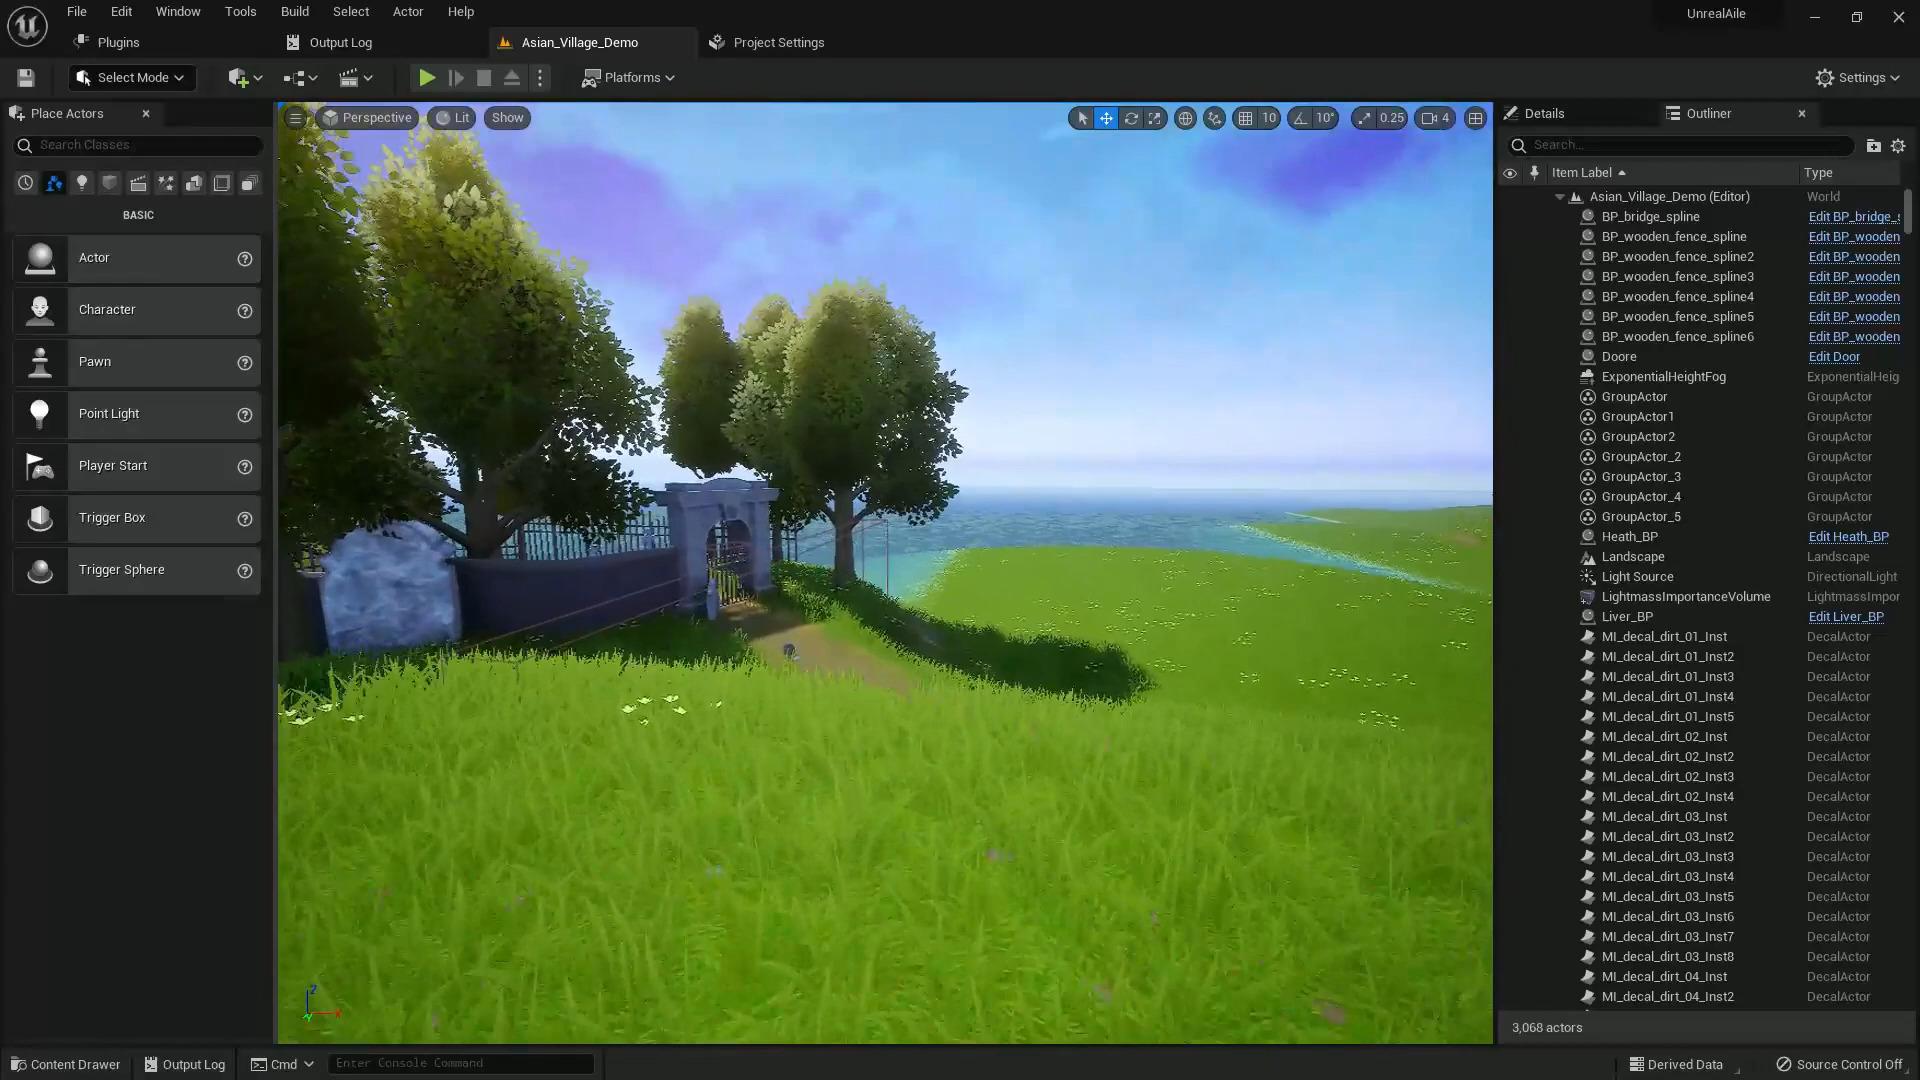 File Edit Window Tools Build Select Actor Help
UnrealAile
Plugins
Output Log
Asian_Village_Demo
Project Settings
Select Mode
Platforms
Settings
Place Actors
Search Classes
BASIC
Actor
Character
Pawn
Point Light
Player Start
Trigger Box
Trigger Sphere
Perspective
Lit
Show
10
10°
0.25
4
Details
Outliner
Search...
Item Label Type
Asian_Village_Demo (Editor) World
BP_bridge_spline Edit BP_bridge_s
BP_wooden_fence_spline Edit BP_wooden
BP_wooden_fence_spline2 Edit BP_wooden
BP_wooden_fence_spline3 Edit BP_wooden
BP_wooden_fence_spline4 Edit BP_wooden
BP_wooden_fence_spline5 Edit BP_wooden
BP_wooden_fence_spline6 Edit BP_wooden
Doore Edit Door
ExponentialHeightFog ExponentialHeig
GroupActor GroupActor
GroupActor1 GroupActor
GroupActor2 GroupActor
GroupActor_2 GroupActor
GroupActor_3 GroupActor
GroupActor_4 GroupActor
GroupActor_5 GroupActor
Heath_BP Edit Heath_BP
Landscape Landscape
Light Source DirectionalLight
LightmassImportanceVolume LightmassImpor
Liver_BP Edit Liver_BP
MI_decal_dirt_01_Inst DecalActor
MI_decal_dirt_01_Inst2 DecalActor
MI_decal_dirt_01_Inst3 DecalActor
MI_decal_dirt_01_Inst4 DecalActor
MI_decal_dirt_01_Inst5 DecalActor
MI_decal_dirt_02_Inst DecalActor
MI_decal_dirt_02_Inst2 DecalActor
MI_decal_dirt_02_Inst3 DecalActor
MI_decal_dirt_02_Inst4 DecalActor
MI_decal_dirt_03_Inst DecalActor
MI_decal_dirt_03_Inst2 DecalActor
MI_decal_dirt_03_Inst3 DecalActor
MI_decal_dirt_03_Inst4 DecalActor
MI_decal_dirt_03_Inst5 DecalActor
MI_decal_dirt_03_Inst6 DecalActor
MI_decal_dirt_03_Inst7 DecalActor
MI_decal_dirt_03_Inst8 DecalActor
MI_decal_dirt_04_Inst DecalActor
MI_decal_dirt_04_Inst2 DecalActor
3,068 actors
Content Drawer
Output Log
Cmd
Enter Console Command
Derived Data
Source Control Off